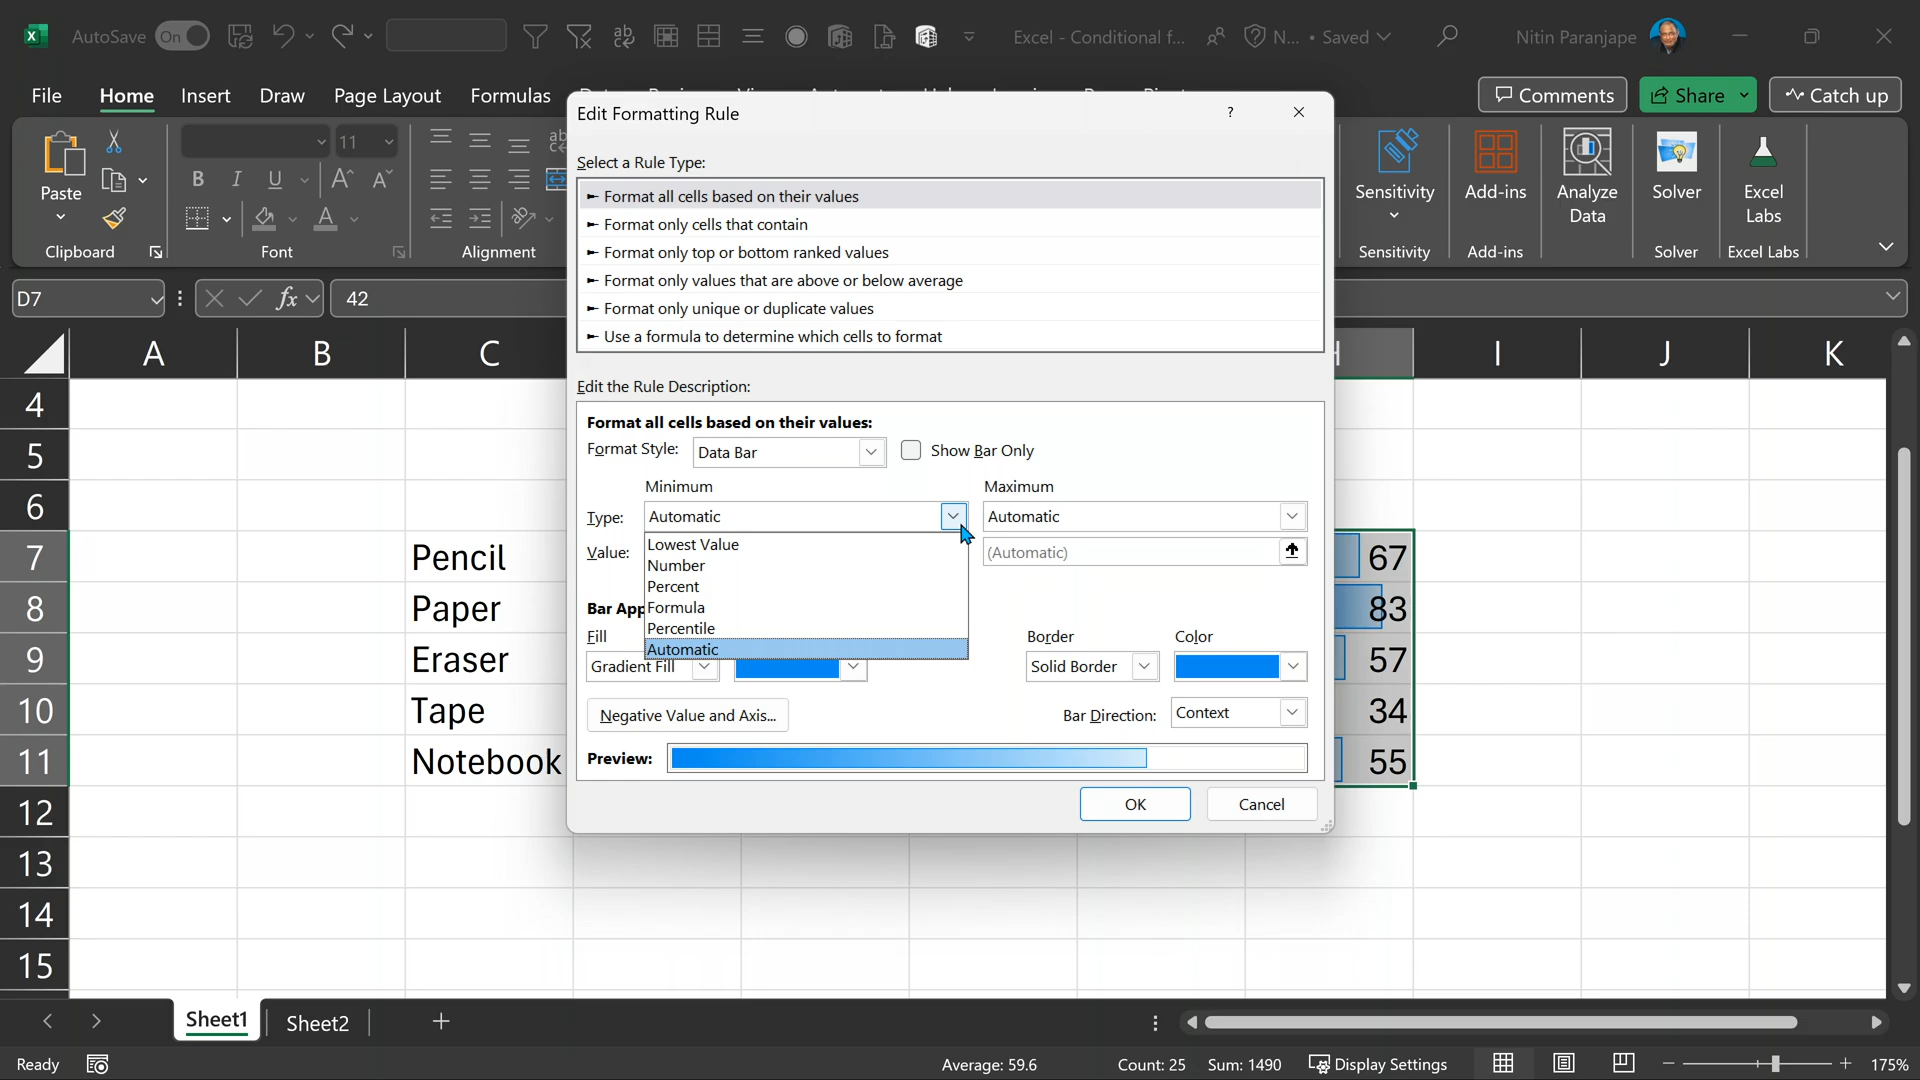 AutoSave On Excel - Conditional f... N... • Saved Nitin Paranjape
File Home Insert Draw Page Layout Formulas Comments Share Catch up
Edit Formatting Rule ?
Paste 11 ab
B I U A A
Clipboard Font Alignment
Sensitivity Add-ins Analyze Data Solver Excel Labs
Sensitivity Add-ins Solver Excel Labs
Select a Rule Type:
Format all cells based on their values
Format only cells that contain
Format only top or bottom ranked values
Format only values that are above or below average
Format only unique or duplicate values
Use a formula to determine which cells to format
D7 fx 42
A B C H I J K
4
5
6
7 Pencil 67
8 Paper 83
9 Eraser 57
10 Tape 34
11 Notebook 55
12
13
14
15
Edit the Rule Description:
Format all cells based on their values:
Format Style: Data Bar Show Bar Only
Minimum Maximum
Type: Automatic Automatic
Value: (Automatic)
Lowest Value
Number
Percent
Formula
Percentile
Automatic
Bar App
Fill Border Color
Gradient Fill Solid Border
Negative Value and Axis... Bar Direction: Context
Preview:
OK Cancel
Sheet1 Sheet2
Ready Average: 59.6 Count: 25 Sum: 1490 Display Settings 175%